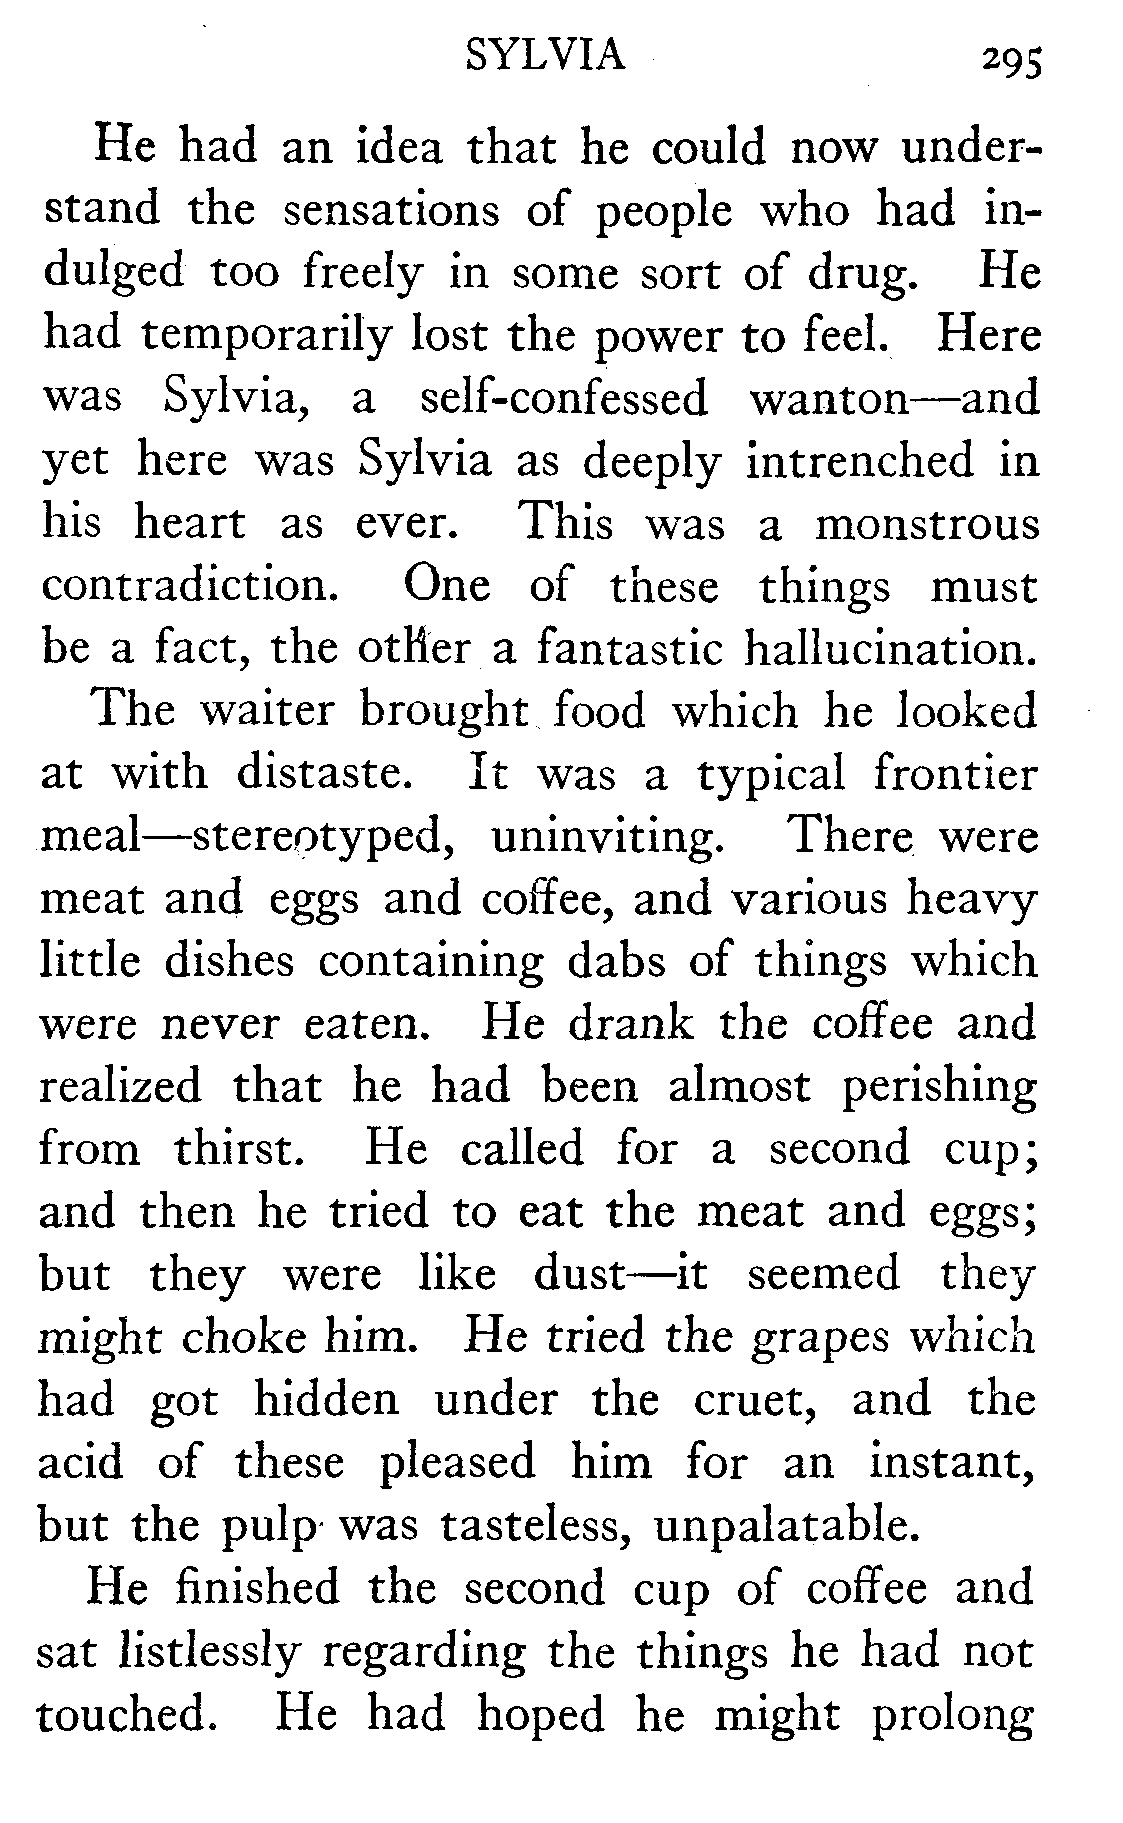 SYLVIA 295
He had an idea that he could now under-
stand the sensations of people who had in-
dulged too freely in some sort of drug. He
had temporarily lost the power to feel. Here
was Sylvia, a self-confessed wanton—and
yet here was Sylvia as deeply intrenched in
his heart as ever. This was a monstrous
contradiction. One of these things must
be a fact, the other a fantastic hallucination.
The waiter brought food which he looked
at with distaste. It was a typical frontier
meal—stereotyped, uninviting. There were
meat and eggs and coffee, and various heavy
little dishes containing dabs of things which
were never eaten. He drank the coffee and
realized that he had been almost perishing
from thirst. He called for a second cup;
and then he tried to eat the meat and eggs;
but they were like dust—it seemed they
might choke him. He tried the grapes which
had got hidden under the cruet, and the
acid of these pleased him for an instant,
but the pulp was tasteless, unpalatable.
He finished the second cup of coffee and
sat listlessly regarding the things he had not
touched. He had hoped he might prolong